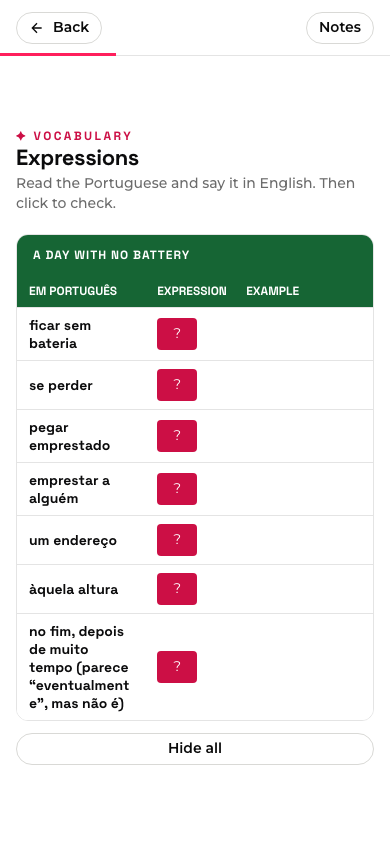 ← Back
Notes
✦ VOCABULARY
Expressions
Read the Portuguese and say it in English. Then
click to check.
A DAY WITH NO BATTERY
EM PORTUGUÊS EXPRESSION EXAMPLE
ficar sem
bateria
?
se perder
?
pegar
emprestado
?
emprestar a
alguém
?
um endereço
?
àquela altura
?
no fim, depois
de muito
tempo (parece
“eventualment
e”, mas não é)
?
Hide all